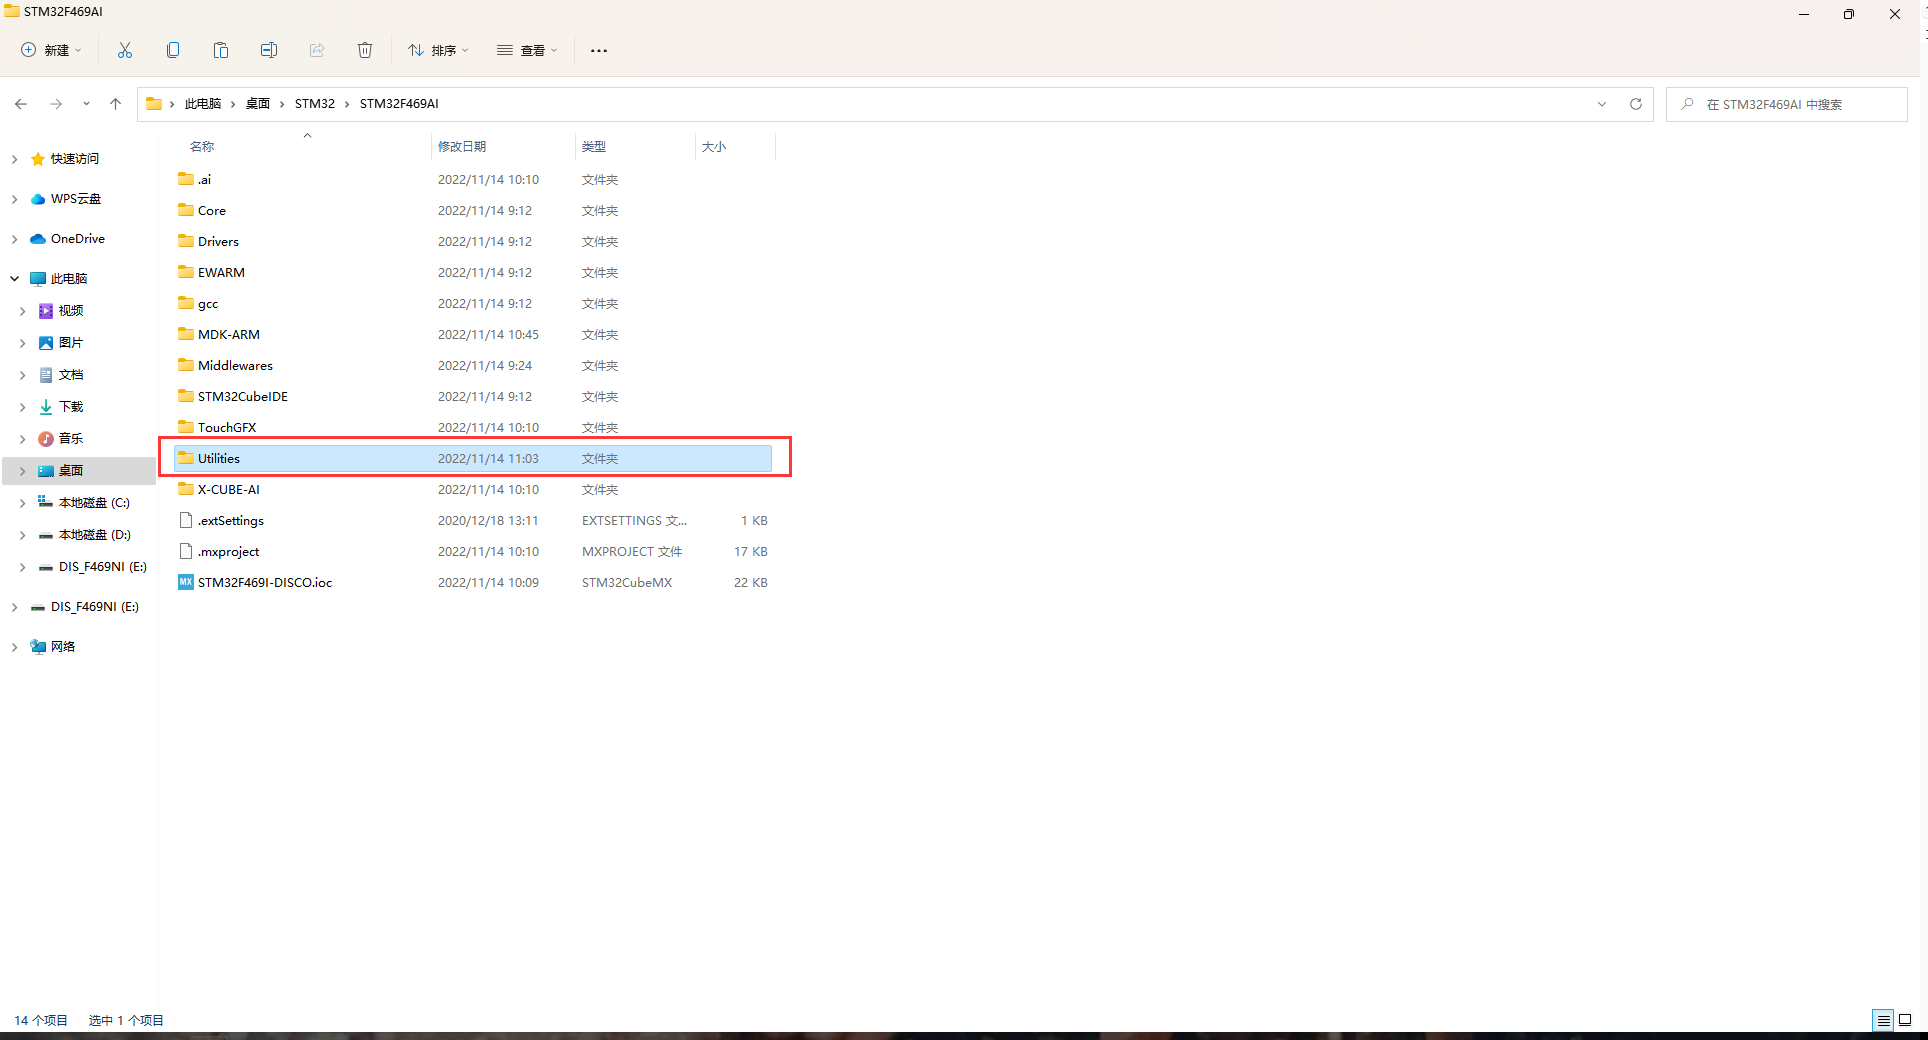 STM32F469AI
新建 排序 查看
此电脑 › 桌面 › STM32 › STM32F469AI 在 STM32F469AI 中搜索
名称 修改日期 类型 大小
快速访问
WPS云盘
OneDrive
此电脑
视频
图片
文档
下载
音乐
桌面
本地磁盘 (C:)
本地磁盘 (D:)
DIS_F469NI (E:)
DIS_F469NI (E:)
网络
.ai 2022/11/14 10:10 文件夹
Core 2022/11/14 9:12 文件夹
Drivers 2022/11/14 9:12 文件夹
EWARM 2022/11/14 9:12 文件夹
gcc 2022/11/14 9:12 文件夹
MDK-ARM 2022/11/14 10:45 文件夹
Middlewares 2022/11/14 9:24 文件夹
STM32CubeIDE 2022/11/14 9:12 文件夹
TouchGFX 2022/11/14 10:10 文件夹
Utilities 2022/11/14 11:03 文件夹
X-CUBE-AI 2022/11/14 10:10 文件夹
.extSettings 2020/12/18 13:11 EXTSETTINGS 文... 1 KB
.mxproject 2022/11/14 10:10 MXPROJECT 文件 17 KB
MX STM32F469I-DISCO.ioc 2022/11/14 10:09 STM32CubeMX 22 KB
14 个项目 选中 1 个项目